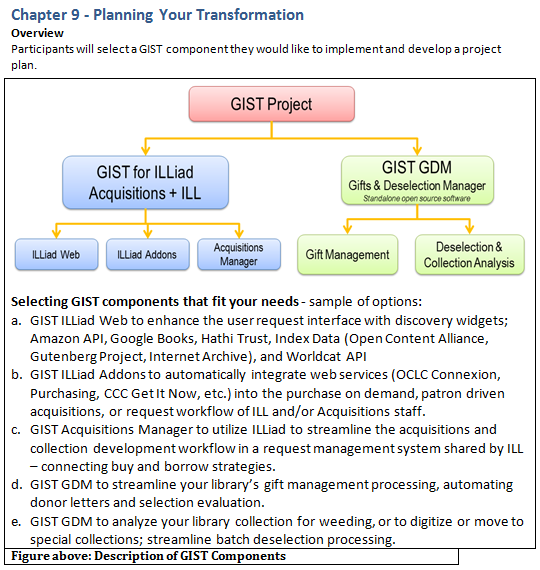 Chapter 9 - Planning Your Transformation
Overview
Participants will select a GIST component they would like to implement and develop a project
plan.
GIST Project
GIST for ILLiad
Acquisitions + ILL
GIST GDM
Gifts & Deselection Manager
Standalone open source software
ILLiad Web
ILLiad Addons
Acquisitions
Manager
Gift Management
Deselection &
Collection Analysis
Selecting GIST components that fit your needs - sample of options:
a. GIST ILLiad Web to enhance the user request interface with discovery widgets;
Amazon API, Google Books, Hathi Trust, Index Data (Open Content Alliance,
Gutenberg Project, Internet Archive), and Worldcat API
b. GIST ILLiad Addons to automatically integrate web services (OCLC Connexion,
Purchasing, CCC Get It Now, etc.) into the purchase on demand, patron driven
acquisitions, or request workflow of ILL and/or Acquisitions staff.
c. GIST Acquisitions Manager to utilize ILLiad to streamline the acquisitions and
collection development workflow in a request management system shared by ILL
– connecting buy and borrow strategies.
d. GIST GDM to streamline your library's gift management processing, automating
donor letters and selection evaluation.
e. GIST GDM to analyze your library collection for weeding, or to digitize or move to
special collections; streamline batch deselection processing.
Figure above: Description of GIST Components